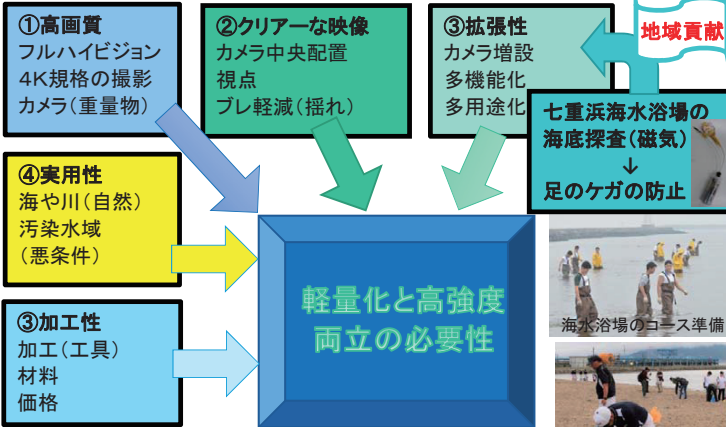 ①高画質
フルハイビジョン
4K規格の撮影
カメラ(重量物)
②クリアーな映像
カメラ中央配置
視点
ブレ軽減(揺れ)
③拡張性
カメラ増設
多機能化
多用途化
地域貢献
七重浜海水浴場の
海底探査(磁気)
↓
足のケガの防止
④実用性
海や川(自然)
汚染水域
(悪条件)
③加工性
加工(工具)
材料
価格
軽量化と高強度
両立の必要性
海水浴場のコース準備